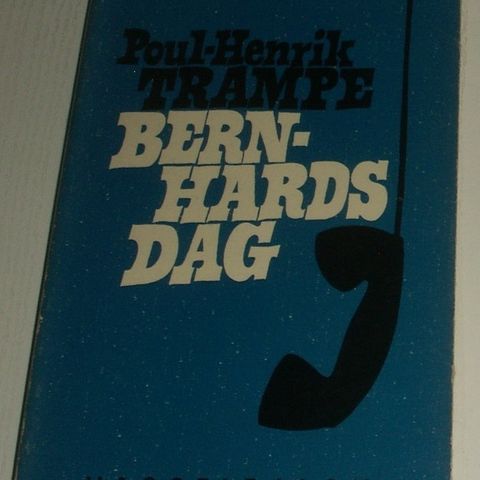 Poul-Henrik
TRAMPE
BERN-
HARDS
DAG